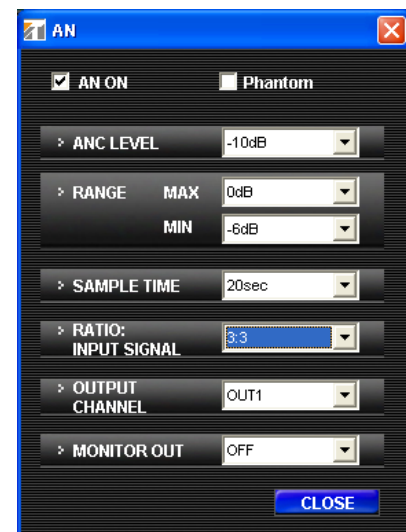 AN
AN ON Phantom
> ANC LEVEL -10dB
> RANGE MAX 0dB
MIN -6dB
> SAMPLE TIME 20sec
> RATIO:
INPUT SIGNAL 3:3
> OUTPUT
CHANNEL OUT1
> MONITOR OUT OFF
CLOSE